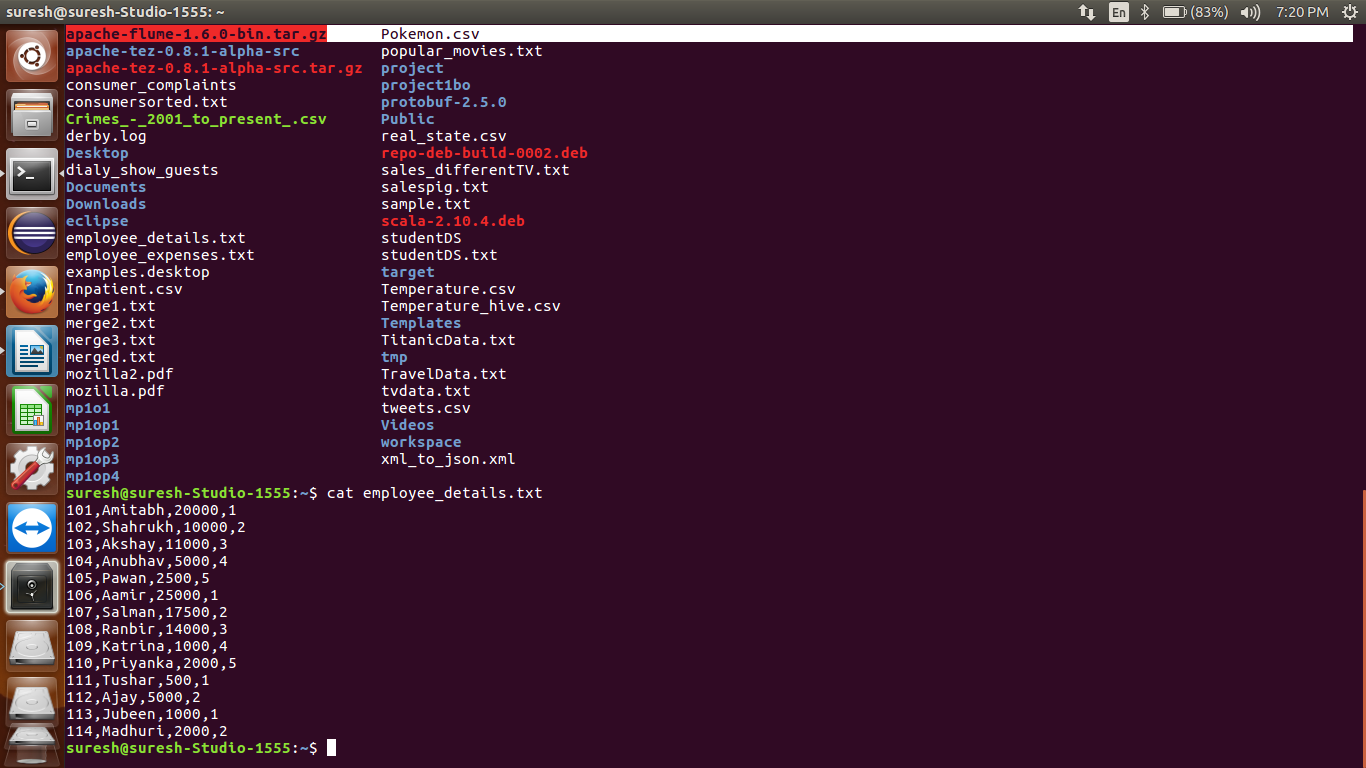 suresh@suresh-Studio-1555: ~ En (83%) 7:20 PM
apache-flume-1.6.0-bin.tar.gz Pokemon.csv
apache-tez-0.8.1-alpha-src popular_movies.txt
apache-tez-0.8.1-alpha-src.tar.gz project
consumer_complaints project1bo
consumersorted.txt protobuf-2.5.0
Crimes_-_2001_to_present_.csv Public
derby.log real_state.csv
Desktop repo-deb-build-0002.deb
dialy_show_guests sales_differentTV.txt
Documents salespig.txt
Downloads sample.txt
eclipse scala-2.10.4.deb
employee_details.txt studentDS
employee_expenses.txt studentDS.txt
examples.desktop target
Inpatient.csv Temperature.csv
merge1.txt Temperature_hive.csv
merge2.txt Templates
merge3.txt TitanicData.txt
merged.txt tmp
mozilla2.pdf TravelData.txt
mozilla.pdf tvdata.txt
mp1o1 tweets.csv
mp1op1 Videos
mp1op2 workspace
mp1op3 xml_to_json.xml
mp1op4
suresh@suresh-Studio-1555:~$ cat employee_details.txt
101,Amitabh,20000,1
102,Shahrukh,10000,2
103,Akshay,11000,3
104,Anubhav,5000,4
105,Pawan,2500,5
106,Aamir,25000,1
107,Salman,17500,2
108,Ranbir,14000,3
109,Katrina,1000,4
110,Priyanka,2000,5
111,Tushar,500,1
112,Ajay,5000,2
113,Jubeen,1000,1
114,Madhuri,2000,2
suresh@suresh-Studio-1555:~$